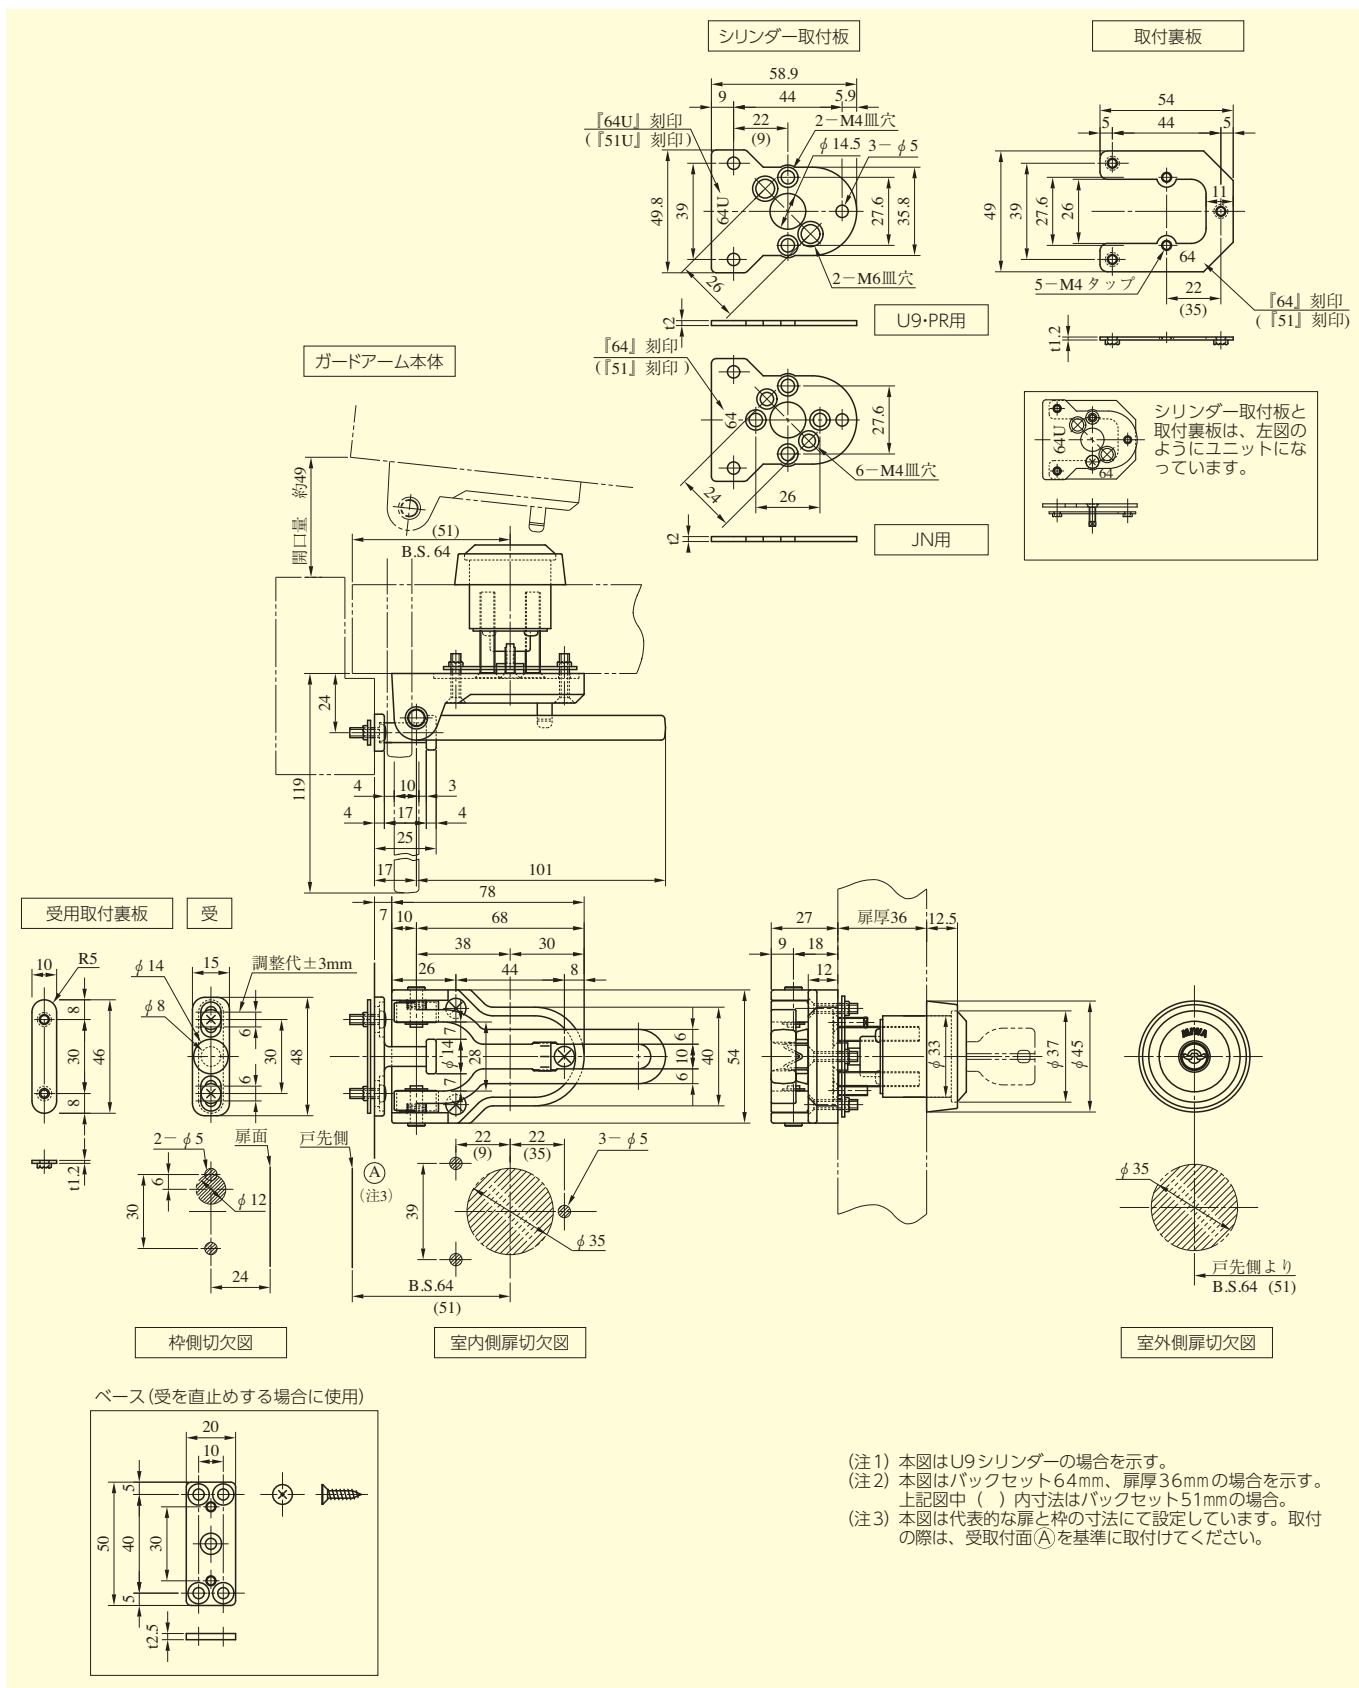 シリンダー取付板
58.9
9
44
5.9
22
(9)
2－M4皿穴
φ14.5
3－φ5
『64U』刻印
(『51U』刻印)
49.8
39
64U
27.6
35.8
26
2－M6皿穴
t2
U9・PR用
『64』刻印
(『51』刻印)
64
27.6
6－M4皿穴
24
26
t2
JN用
取付裏板
54
5
44
5
49
39
27.6
26
11
64
5－M4タップ
22
(35)
『64』刻印
(『51』刻印)
t1.2
64U
64
シリンダー取付板と
取付裏板は、左図の
ようにユニットにな
っています。
ガードアーム本体
開口量 約49
(51)
B.S. 64
24
119
4
10
3
4
17
4
25
17
101
78
7
10
68
38
30
26
44
8
7
φ14
28
7
6
10
6
40
54
受用取付裏板
受
10
R5
8
30
46
8
t1.2
φ14
φ8
15
調整代±3mm
6
30
48
6
2－φ5
扉面
6
30
φ12
24
枠側切欠図
戸先側
A
(注3)
22
(9)
22
(35)
3－φ5
39
φ35
B.S.64
(51)
室内側扉切欠図
27
扉厚36
12.5
9
18
12
φ33
φ37
φ45
MIWA
φ35
戸先側より
B.S.64 (51)
室外側扉切欠図
ベース(受を直止めする場合に使用)
20
10
5
50
40
30
5
t2.5
(注1) 本図はU9シリンダーの場合を示す。
(注2) 本図はバックセット64mm、扉厚36mmの場合を示す。
上記図中（ ）内寸法はバックセット51mmの場合。
(注3) 本図は代表的な扉と枠の寸法にて設定しています。取付
の際は、受取付面Ⓐを基準に取付けてください。